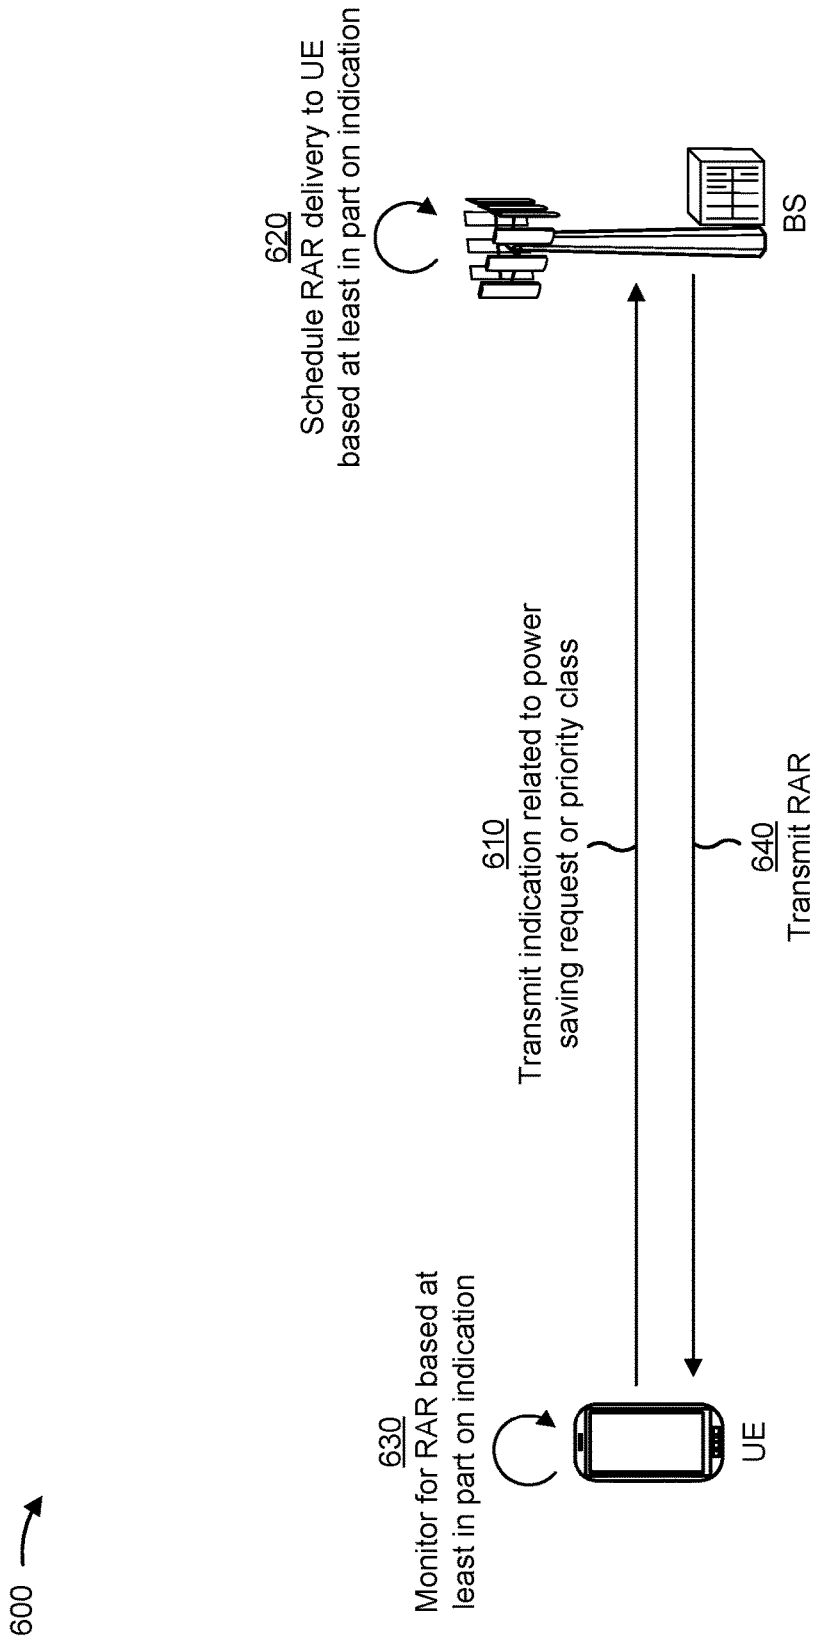 600
630
Monitor for RAR based at
least in part on indication
UE
610
Transmit indication related to power
saving request or priority class
640
Transmit RAR
620
Schedule RAR delivery to UE
based at least in part on indication
BS